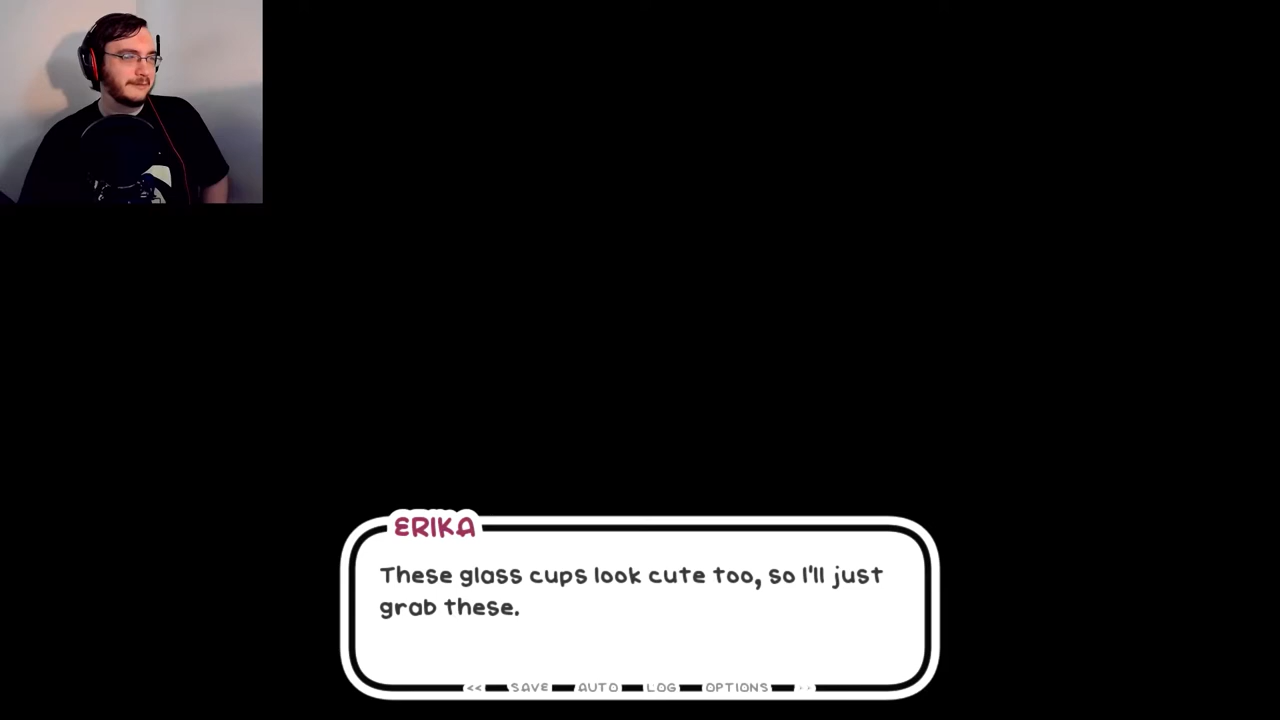 ERIKA
These glass cups look cute too, so I'll just
grab these.
<< SAVE AUTO LOG OPTIONS >>